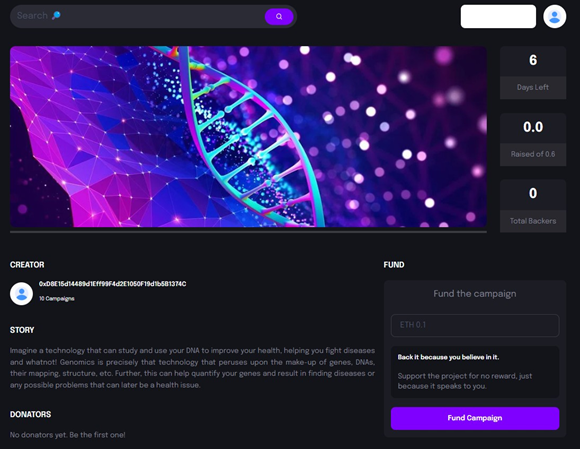 Search
6
Days Left
0.0
Raised of 0.6
0
Total Backers
CREATOR
0xD8E15d14489d1Eff99F4d2E1050F19d1b5B1374C
10 Campaigns
STORY
Imagine a technology that can study and use your DNA to improve your health, helping you fight diseases
and whatnot! Genomics is precisely that technology that peruses upon the make-up of genes, DNAs,
their mapping, structure, etc. Further, this can help quantify your genes and result in finding diseases or
any possible problems that can later be a health issue.
DONATORS
No donators yet. Be the first one!
FUND
Fund the campaign
ETH 0.1
Back it because you believe in it.
Support the project for no reward, just
because it speaks to you.
Fund Campaign